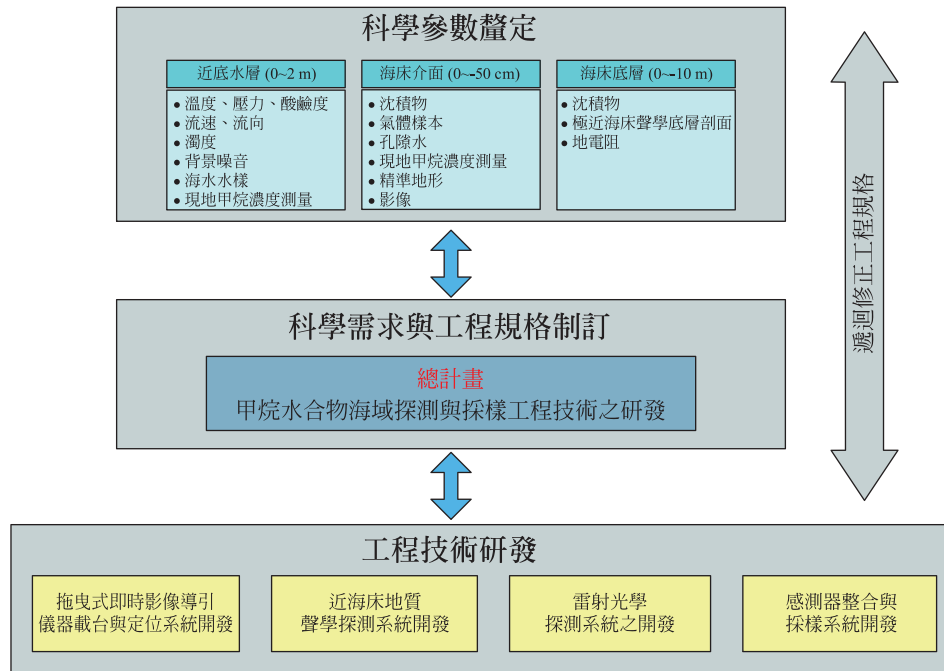 科學參數釐定
近底水層 (0~2 m)
● 溫度、壓力、酸鹼度
● 流速、流向
● 濁度
● 背景噪音
● 海水水樣
● 現地甲烷濃度測量
海床介面 (0~-50 cm)
● 沈積物
● 氣體樣本
● 孔隙水
● 現地甲烷濃度測量
● 精準地形
● 影像
海床底層 (0~-10 m)
● 沈積物
● 極近海床聲學底層剖面
● 地電阻
遞迴修正工程規格
科學需求與工程規格制訂
總計畫
甲烷水合物海域探測與採樣工程技術之研發
工程技術研發
拖曳式即時影像導引
儀器載台與定位系統開發
近海床地質
聲學探測系統開發
雷射光學
探測系統之開發
感測器整合與
採樣系統開發